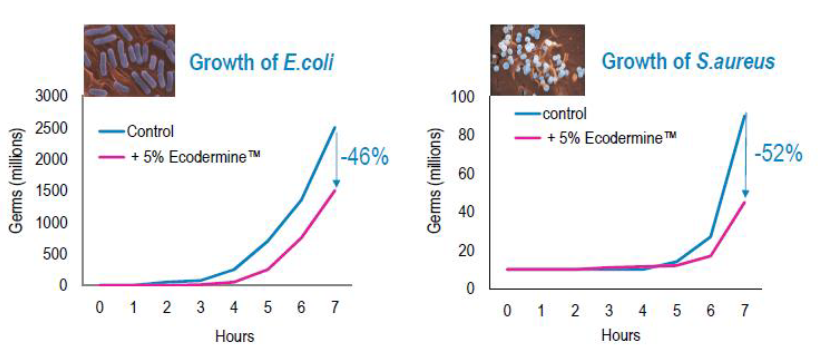 Growth of E.coli
3000
2500
2000
1500
1000
500
0
Germs (millions)
Control
+ 5% Ecodermine™
-46%
0 1 2 3 4 5 6 7
Hours
Growth of S.aureus
100
80
60
40
20
0
Germs (millions)
control
+ 5% Ecodermine™
-52%
0 1 2 3 4 5 6 7
Hours